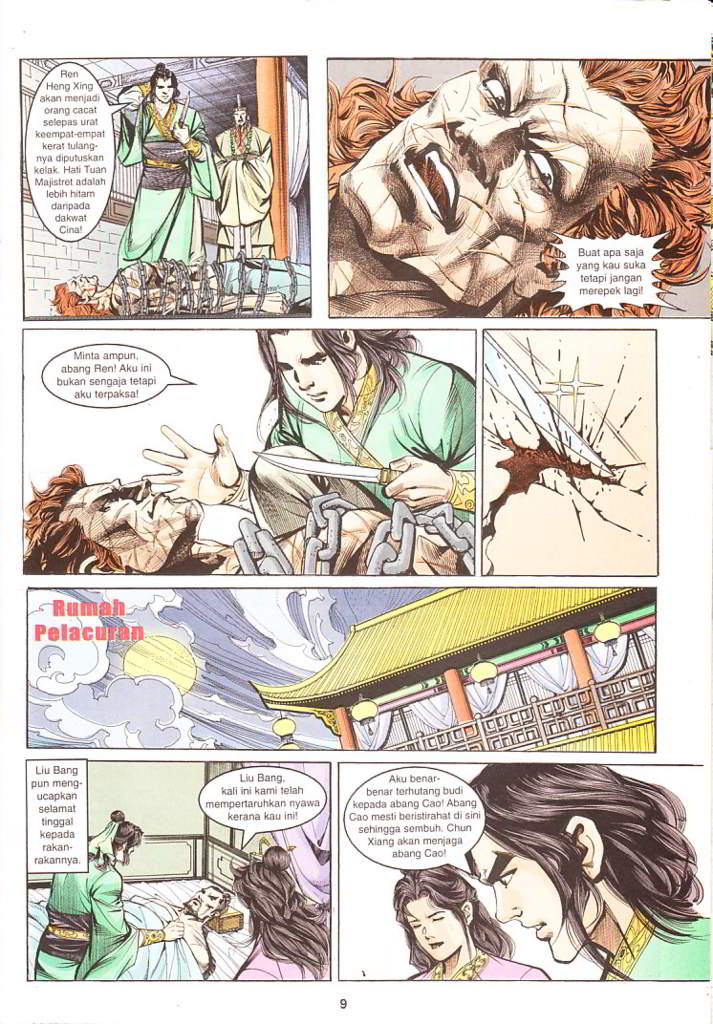 Ren
Heng Xing
akan menjadi
orang cacat
selepas urat
keempat-empat
kerat tulang-
nya diputuskan
kelak. Hati Tuan
Majistret adalah
lebih hitam
daripada
dakwat
Cina!
Buat apa saja
yang kau suka
tetapi jangan
merepek lagi!
Minta ampun,
abang Ren! Aku ini
bukan sengaja tetapi
aku terpaksa!
Rumah
Pelacuran
Liu Bang
pun meng-
ucapkan
selamat
tinggal
kepada
rakan-
rakannya.
Liu Bang,
kali ini kami telah
mempertaruhkan nyawa
kerana kau ini!
Aku benar-
benar terhutang budi
kepada abang Cao! Abang
Cao mesti beristirahat di sini
sehingga sembuh. Chun
Xiang akan menjaga
abang Cao!
9